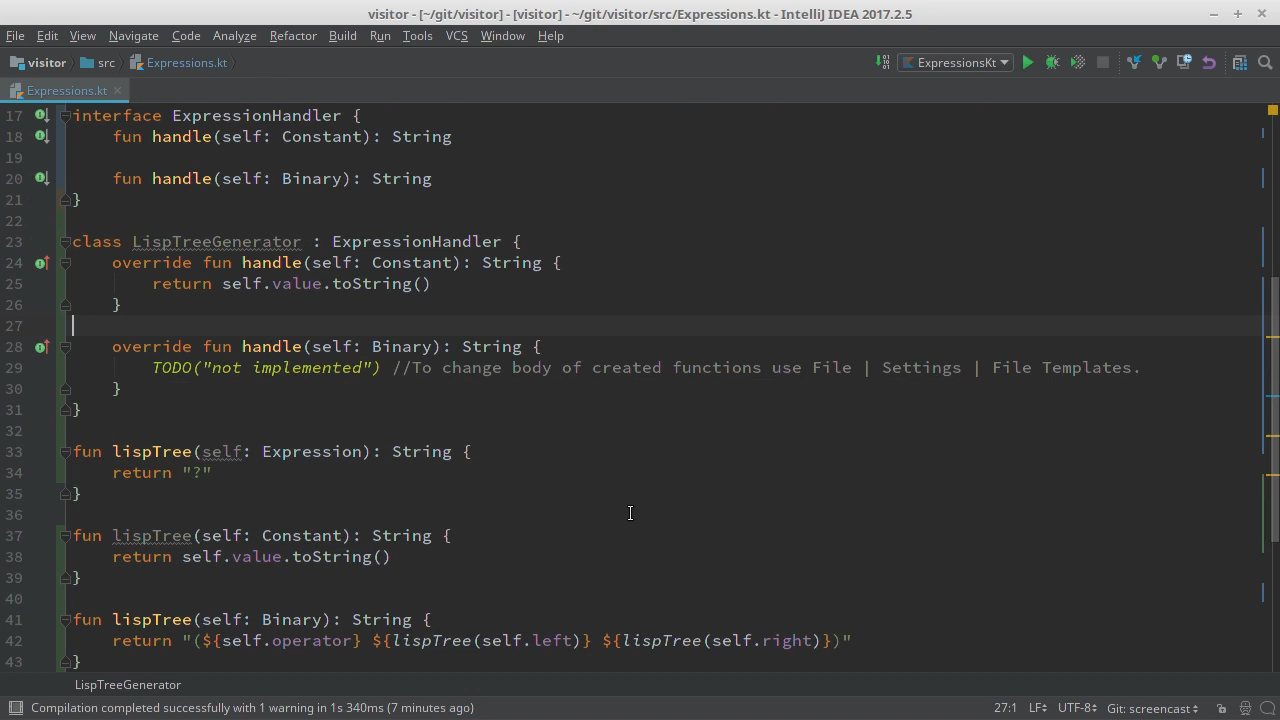 visitor - [~/git/visitor] - [visitor] - ~/git/visitor/src/Expressions.kt - IntelliJ IDEA 2017.2.5
File Edit View Navigate Code Analyze Refactor Build Run Tools VCS Window Help
visitor src Expressions.kt ExpressionsKt
Expressions.kt
17 interface ExpressionHandler {
18 fun handle(self: Constant): String
19
20 fun handle(self: Binary): String
21 }
22
23 class LispTreeGenerator : ExpressionHandler {
24 override fun handle(self: Constant): String {
25 return self.value.toString()
26 }
27
28 override fun handle(self: Binary): String {
29 TODO("not implemented") //To change body of created functions use File | Settings | File Templates.
30 }
31 }
32
33 fun lispTree(self: Expression): String {
34 return "?"
35 }
36
37 fun lispTree(self: Constant): String {
38 return self.value.toString()
39 }
40
41 fun lispTree(self: Binary): String {
42 return "(${self.operator} ${lispTree(self.left)} ${lispTree(self.right)})"
43 }
LispTreeGenerator
Compilation completed successfully with 1 warning in 1s 340ms (7 minutes ago) 27:1 LF UTF-8 Git: screencast